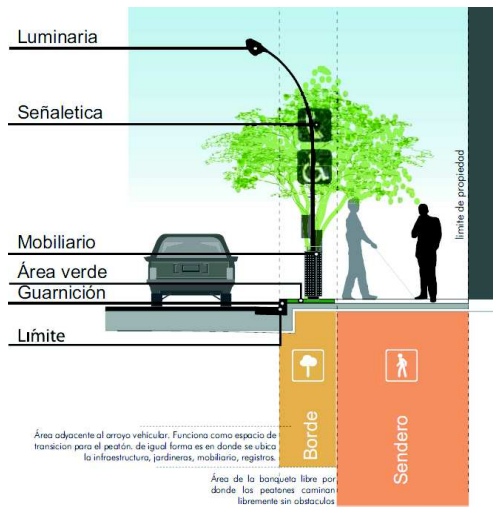 Luminaria
Señaletica
límite de propiedad
Mobiliario
Área verde
Guarnición
Límite
Borde
Sendero
Área adyacente al arroyo vehicular. Funciona como espacio de
transicion para el peatón. de igual forma es en donde se ubica
la infraestructura, jardineras, mobiliario, registros.
Área de la banqueta libre por
donde los peatones caminan
libremente sin obstaculos